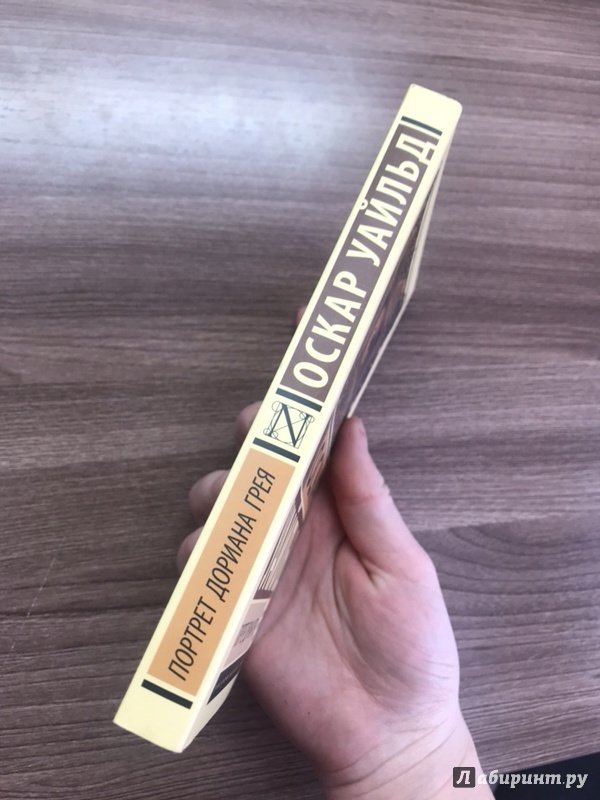 ПОРТРЕТ ДОРИАНА ГРЕЯ
ОСКАР УАЙЛЬД
Лабиринт.ру